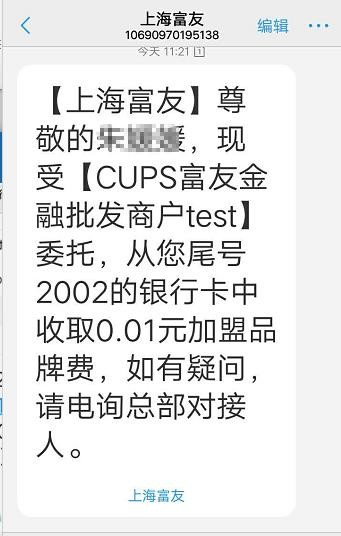 上海富友
10690970195138
编辑
今天 11:21
【上海富友】尊
敬的，现
受【CUPS富友金
融批发商户test】
委托，从您尾号
2002的银行卡中
收取0.01元加盟品
牌费，如有疑问，
请电询总部对接
人。
上海富友